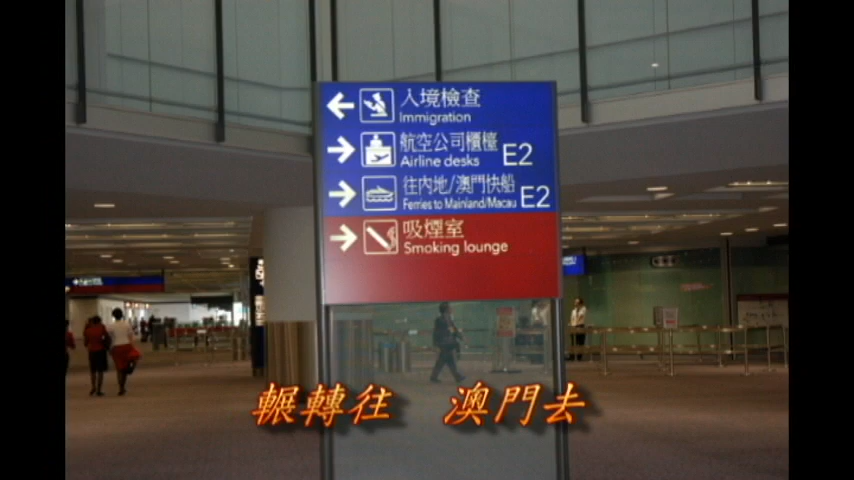 入境檢查
Immigration
航空公司櫃檯
Airline desks E2
往內地/澳門快船
Ferries to Mainland/Macau E2
吸煙室
Smoking lounge
輾轉往 澳門去